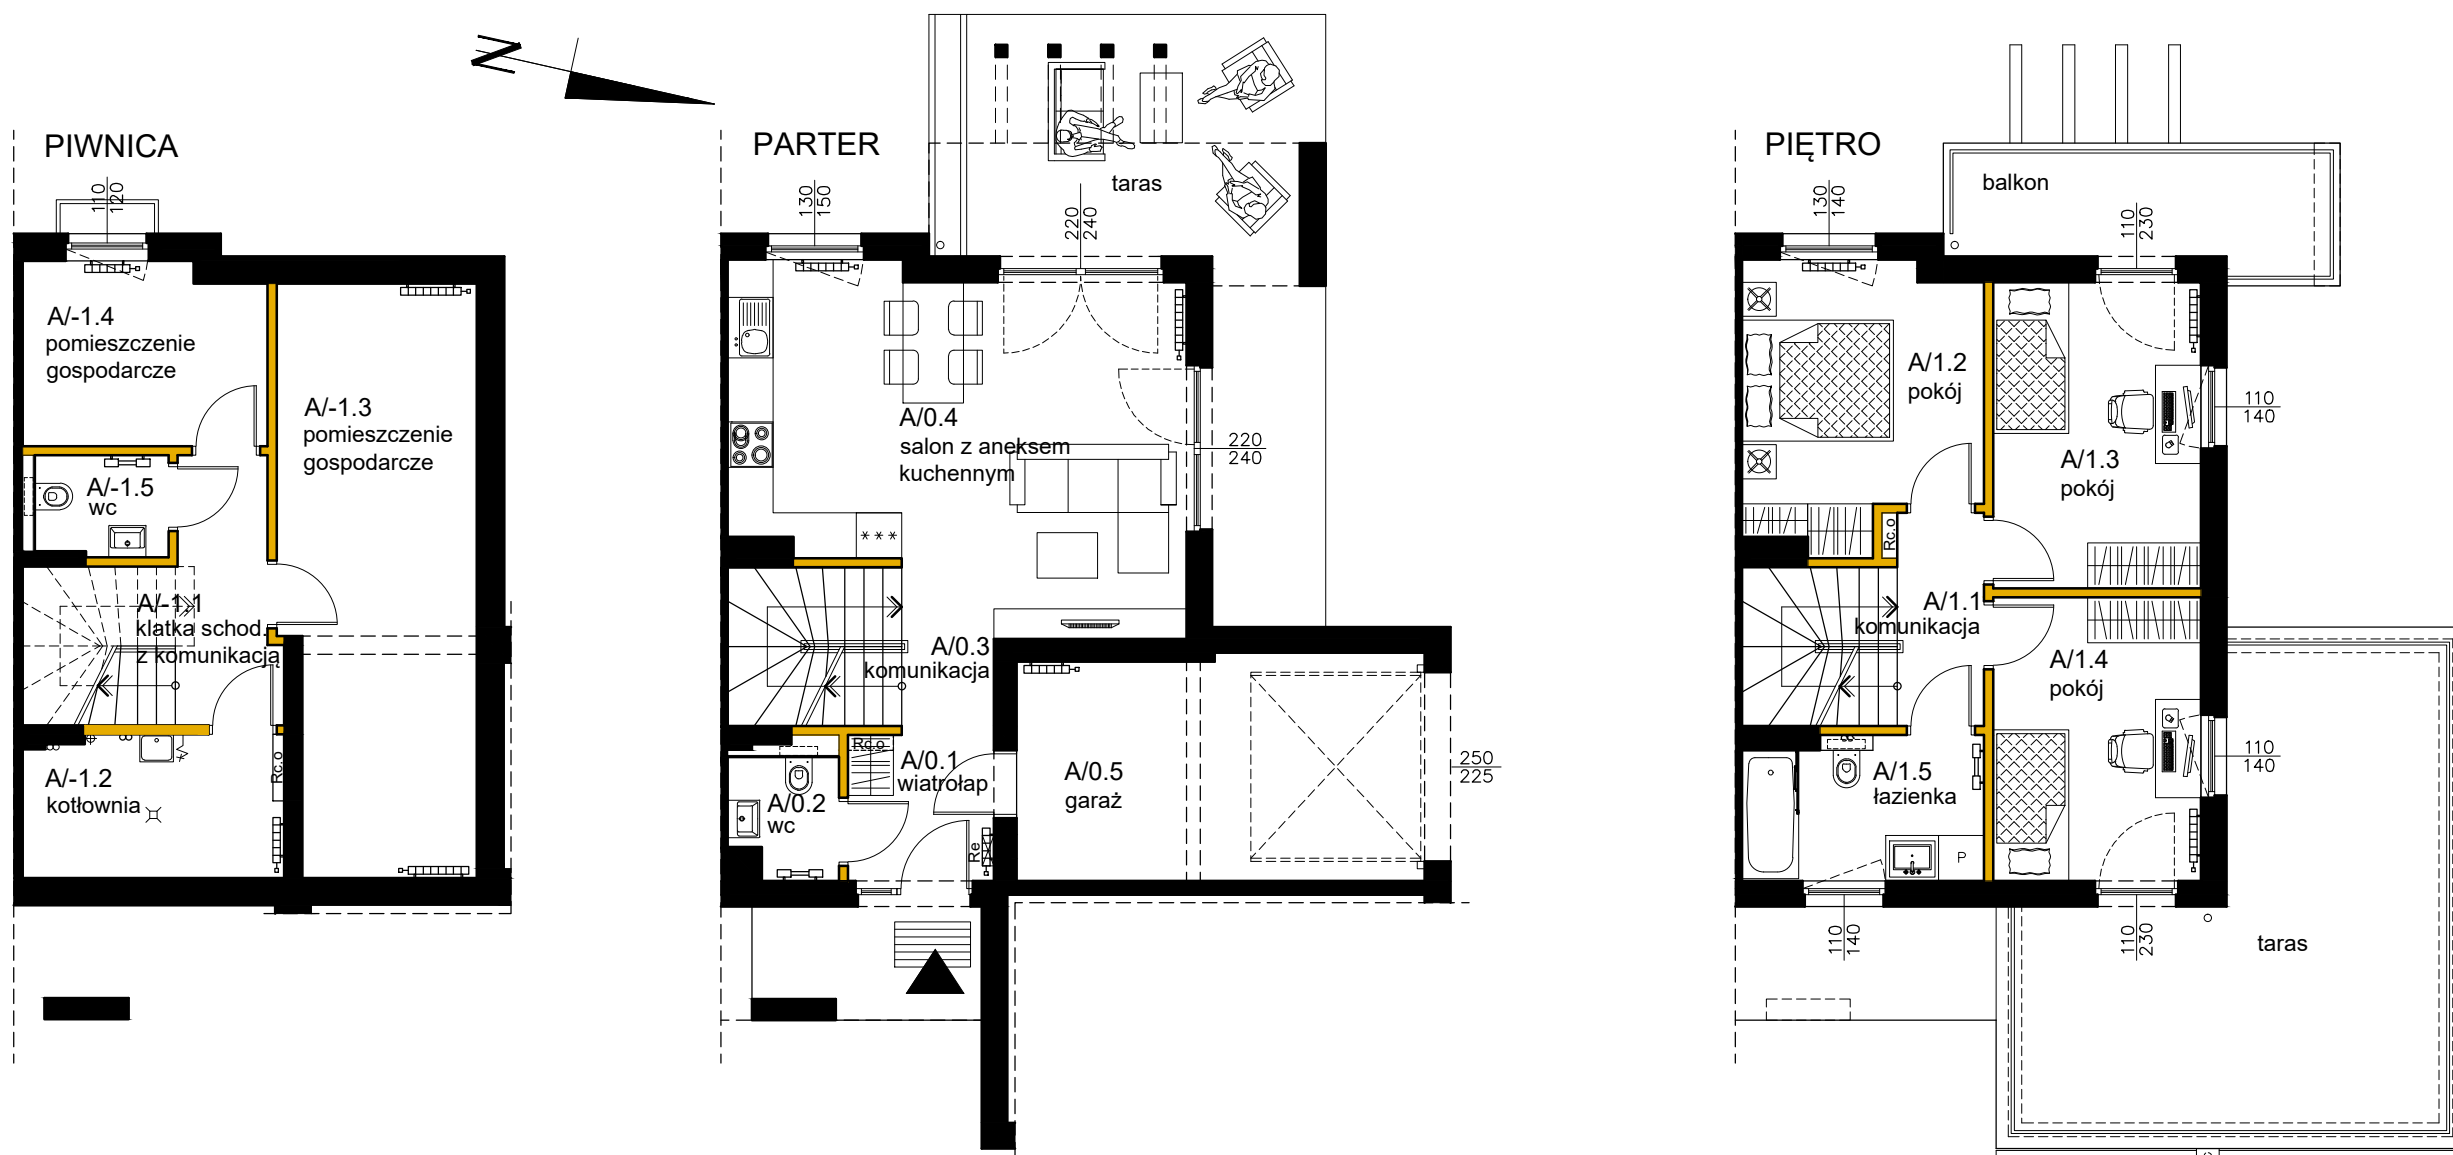 N
PIWNICA
110
120
A/-1.4
pomieszczenie
gospodarcze
A/-1.3
pomieszczenie
gospodarcze
A/-1.5
wc
A/-1.1
klatka schod.
z komunikacją
A/-1.2
kotłownia
Rc.o
PARTER
130
150
taras
220
240
A/0.4
salon z aneksem
kuchennym
220
240
***
A/0.3
komunikacja
Rc.o
A/0.1
wiatrołap
A/0.2
wc
Re
A/0.5
garaż
250
225
PIĘTRO
130
140
balkon
110
230
A/1.2
pokój
110
140
A/1.3
pokój
Rc.o
A/1.1
komunikacja
A/1.4
pokój
110
140
A/1.5
łazienka
P
110
140
110
230
taras